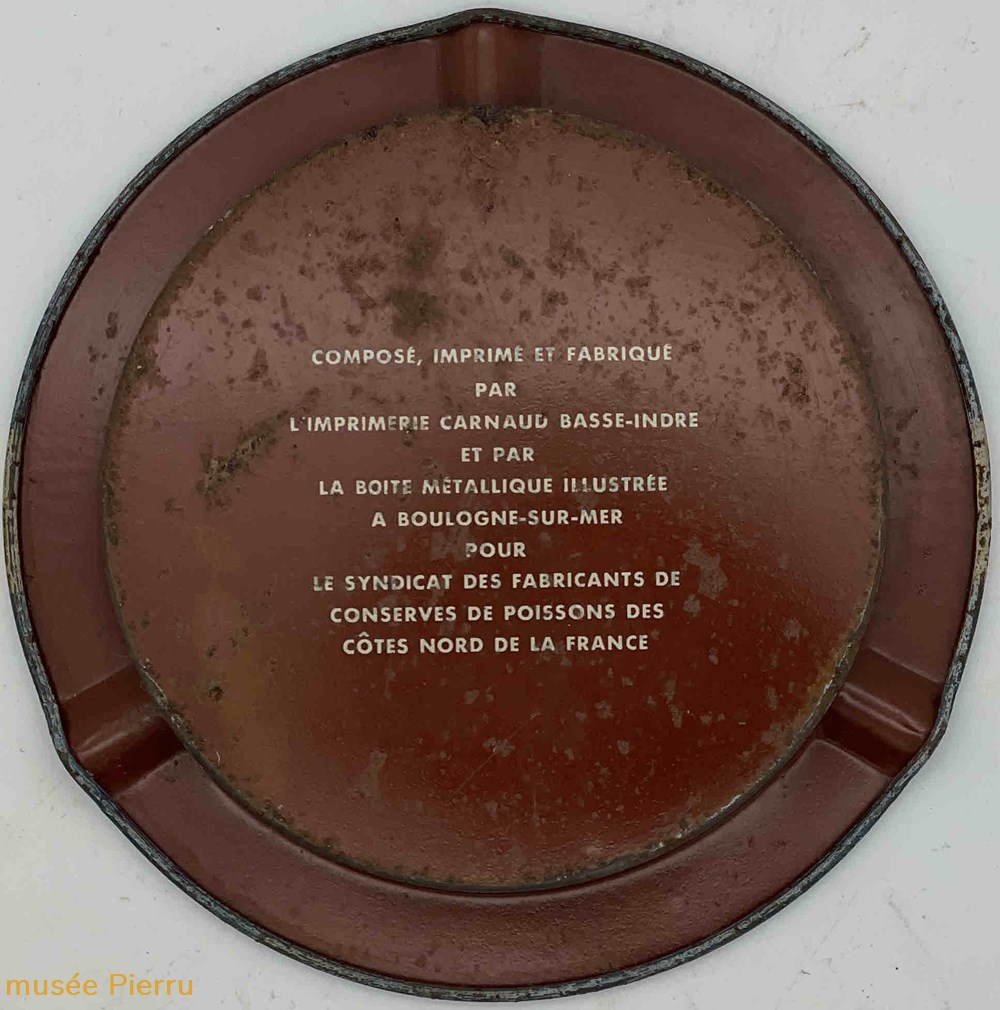 COMPOSÉ, IMPRIMÉ ET FABRIQUÉ
PAR
L'IMPRIMERIE CARNAUD BASSE-INDRE
ET PAR
LA BOITE MÉTALLIQUE ILLUSTRÉE
A BOULOGNE-SUR-MER
POUR
LE SYNDICAT DES FABRICANTS DE
CONSERVES DE POISSONS DES
CÔTES NORD DE LA FRANCE
musée Pierru